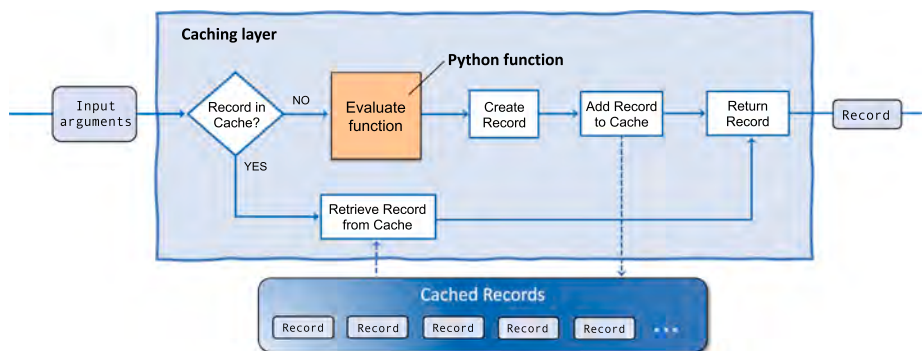 Caching layer
Python function
Input
arguments
Record in
Cache?
NO
Evaluate
function
Create
Record
Add Record
to Cache
Return
Record
Record
YES
Retrieve Record
from Cache
Cached Records
Record
Record
Record
Record
Record
...